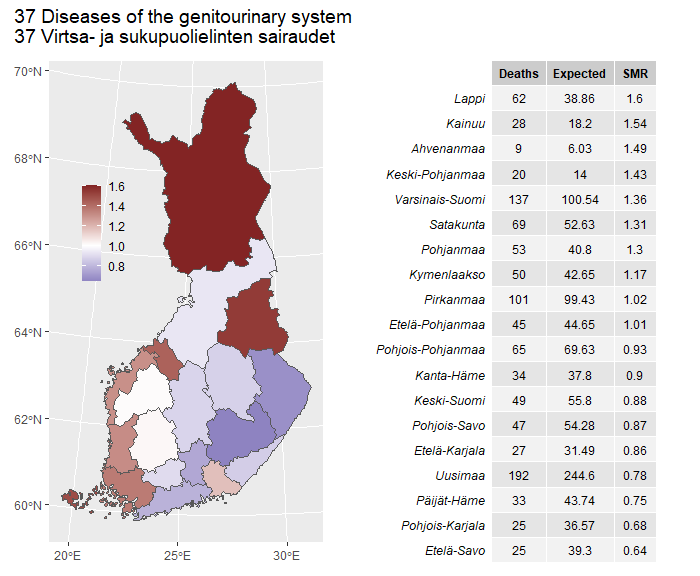 37 Diseases of the genitourinary system
37 Virtsa- ja sukupuolielinten sairaudet
70°N
68°N
66°N
64°N
62°N
60°N
1.6
1.4
1.2
1.0
0.8
20°E
25°E
30°E
Deaths Expected SMR
Lappi 62 38.86 1.6
Kainuu 28 18.2 1.54
Ahvenanmaa 9 6.03 1.49
Keski-Pohjanmaa 20 14 1.43
Varsinais-Suomi 137 100.54 1.36
Satakunta 69 52.63 1.31
Pohjanmaa 53 40.8 1.3
Kymenlaakso 50 42.65 1.17
Pirkanmaa 101 99.43 1.02
Etelä-Pohjanmaa 45 44.65 1.01
Pohjois-Pohjanmaa 65 69.63 0.93
Kanta-Häme 34 37.8 0.9
Keski-Suomi 49 55.8 0.88
Pohjois-Savo 47 54.28 0.87
Etelä-Karjala 27 31.49 0.86
Uusimaa 192 244.6 0.78
Päijät-Häme 33 43.74 0.75
Pohjois-Karjala 25 36.57 0.68
Etelä-Savo 25 39.3 0.64